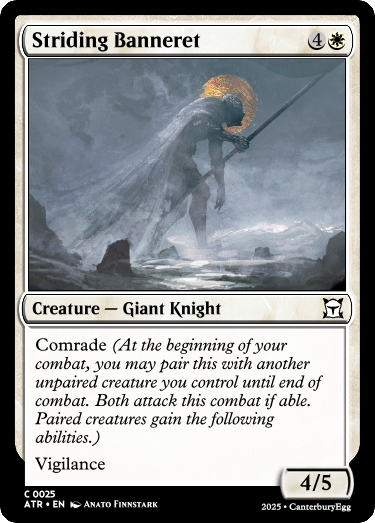 Striding Banneret 4
Creature — Giant Knight
Comrade (At the beginning of your
combat, you may pair this with another
unpaired creature you control until end of
combat. Both attack this combat if able.
Paired creatures gain the following
abilities.)
Vigilance
4/5
C 0025
ATR • EN Anato Finnstark
2025 • CanterburyEgg